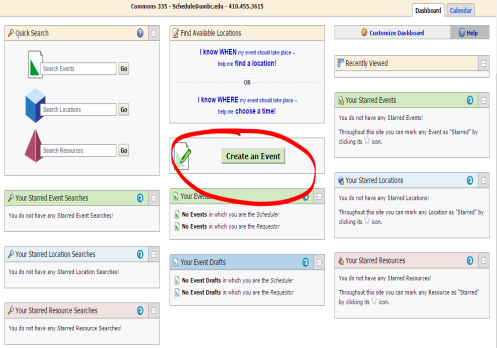 Commons 335 - Schedule@umbc.edu - 410.455.3615
Dashboard
Calendar
Quick Search
Search Events
Go
Search Locations
Go
Search Resources
Go
Your Starred Event Searches
You do not have any Starred Event Searches!
Your Starred Location Searches
You do not have any Starred Location Searches!
Your Starred Resource Searches
You do not have any Starred Resource Searches!
Find Available Locations
I know WHEN my event should take place --
help me find a location!
OR
I know WHERE my event should take place --
help me choose a time!
Create an Event
Your Events
No Events in which you are the Scheduler
No Events in which you are the Requestor
Your Event Drafts
No Event Drafts in which you are the Scheduler
No Event Drafts in which you are the Requestor
Customize Dashboard
Help
Recently Viewed
Your Starred Events
You do not have any Starred Events!
Throughout this site you can mark any Event as "Starred" by
clicking its icon.
Your Starred Locations
You do not have any Starred Locations!
Throughout this site you can mark any Location as "Starred" by
clicking its icon.
Your Starred Resources
You do not have any Starred Resources!
Throughout this site you can mark any Resource as "Starred"
by clicking its icon.